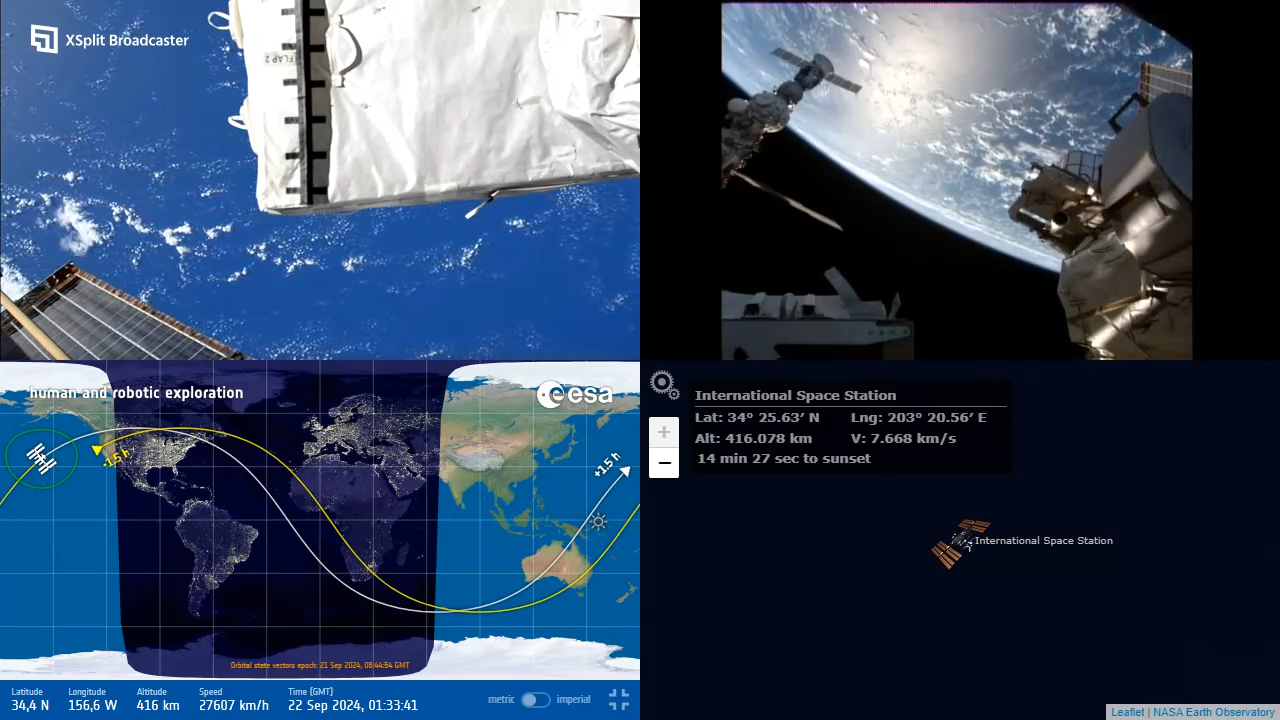 XSplit Broadcaster
FLAP 2
human and robotic exploration
esa
-1.5 h
+1.5 h
Orbital state vectors epoch: 21 Sep 2024, 08:44:54 GMT
Latitude
34,4 N
Longitude
156,6 W
Altitude
416 km
Speed
27607 km/h
Time (GMT)
22 Sep 2024, 01:33:41
metric
imperial
International Space Station
Lat: 34° 25.63′ N
Lng: 203° 20.56′ E
Alt: 416.078 km
V: 7.668 km/s
14 min 27 sec to sunset
+
−
International Space Station
Leaflet | NASA Earth Observatory